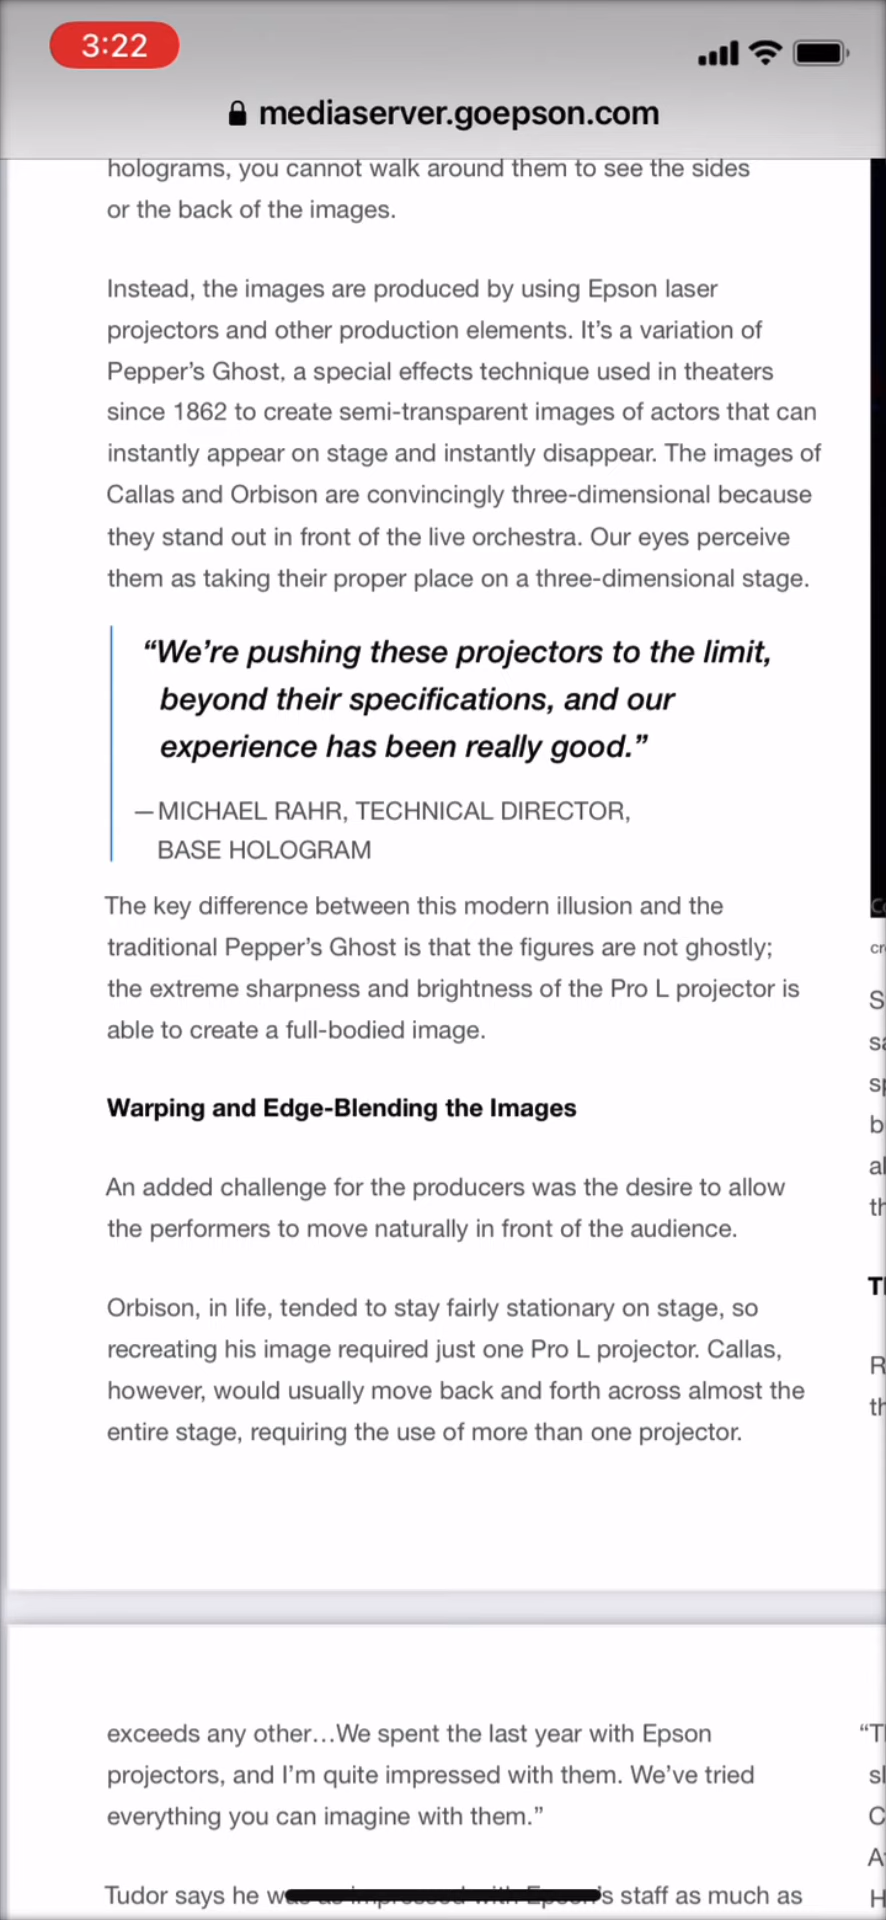 3:22
mediaserver.goepson.com
holograms, you cannot walk around them to see the sides
or the back of the images.
Instead, the images are produced by using Epson laser
projectors and other production elements. It's a variation of
Pepper's Ghost, a special effects technique used in theaters
since 1862 to create semi-transparent images of actors that can
instantly appear on stage and instantly disappear. The images of
Callas and Orbison are convincingly three-dimensional because
they stand out in front of the live orchestra. Our eyes perceive
them as taking their proper place on a three-dimensional stage.
“We’re pushing these projectors to the limit,
beyond their specifications, and our
experience has been really good.”
—MICHAEL RAHR, TECHNICAL DIRECTOR,
BASE HOLOGRAM
The key difference between this modern illusion and the
traditional Pepper's Ghost is that the figures are not ghostly;
the extreme sharpness and brightness of the Pro L projector is
able to create a full-bodied image.
Warping and Edge-Blending the Images
An added challenge for the producers was the desire to allow
the performers to move naturally in front of the audience.
Orbison, in life, tended to stay fairly stationary on stage, so
recreating his image required just one Pro L projector. Callas,
however, would usually move back and forth across almost the
entire stage, requiring the use of more than one projector.
exceeds any other…We spent the last year with Epson
projectors, and I’m quite impressed with them. We’ve tried
everything you can imagine with them.”
Tudor says he was as impressed with Epson's staff as much as